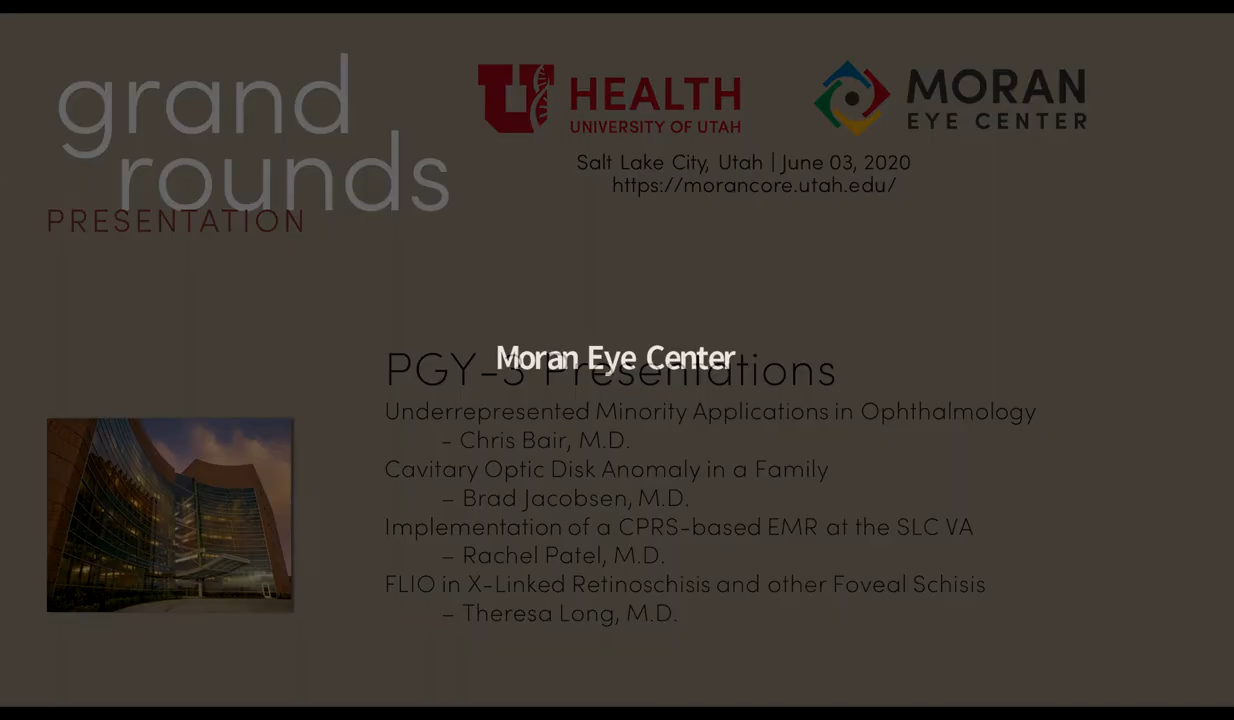 grand
rounds
PRESENTATION
U HEALTH
UNIVERSITY OF UTAH
MORAN
EYE CENTER
Salt Lake City, Utah | June 03, 2020
https://morancore.utah.edu/
Moran Eye Center
PGY-3 Presentations
Underrepresented Minority Applications in Ophthalmology
- Chris Bair, M.D.
Cavitary Optic Disk Anomaly in a Family
– Brad Jacobsen, M.D.
Implementation of a CPRS-based EMR at the SLC VA
– Rachel Patel, M.D.
FLIO in X-Linked Retinoschisis and other Foveal Schisis
– Theresa Long, M.D.